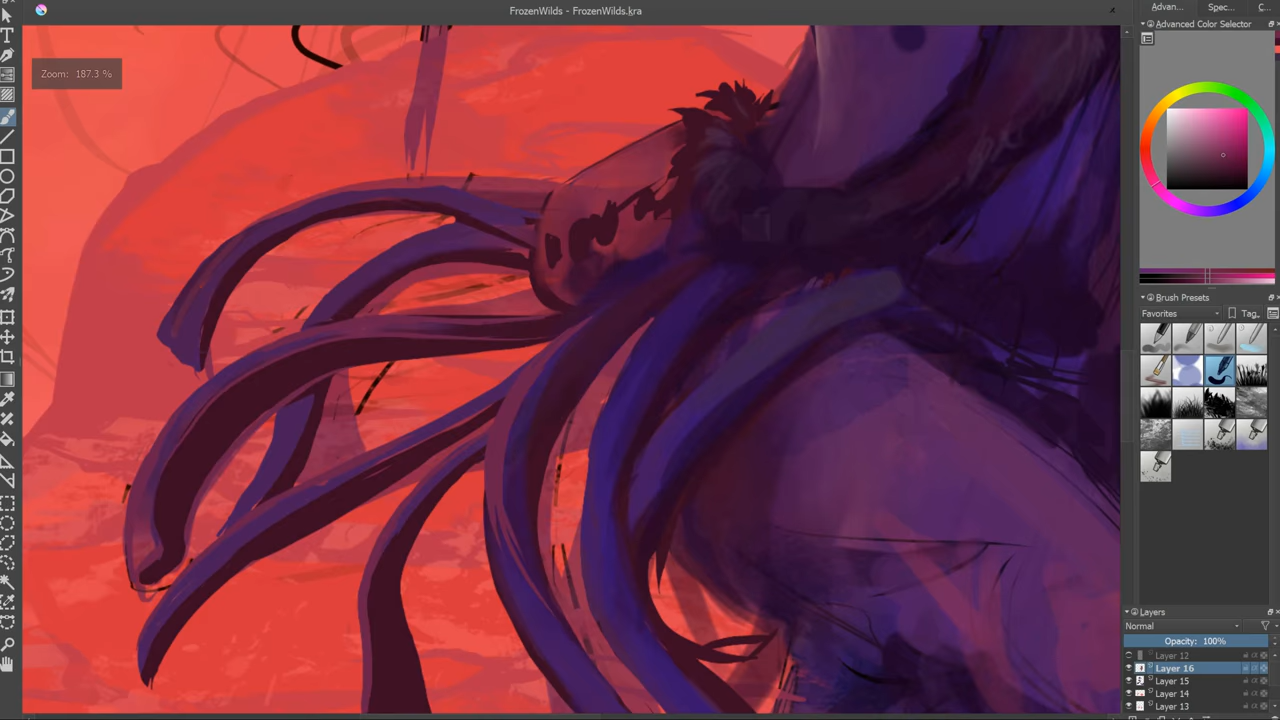 FrozenWilds - FrozenWilds.kra
Advan...
Spec...
C...
Advanced Color Selector
Zoom: 187.3 %
Brush Presets
Favorites
Tag..
Layers
Normal
Opacity: 100%
Layer 12
Layer 16
Layer 15
Layer 14
Layer 13